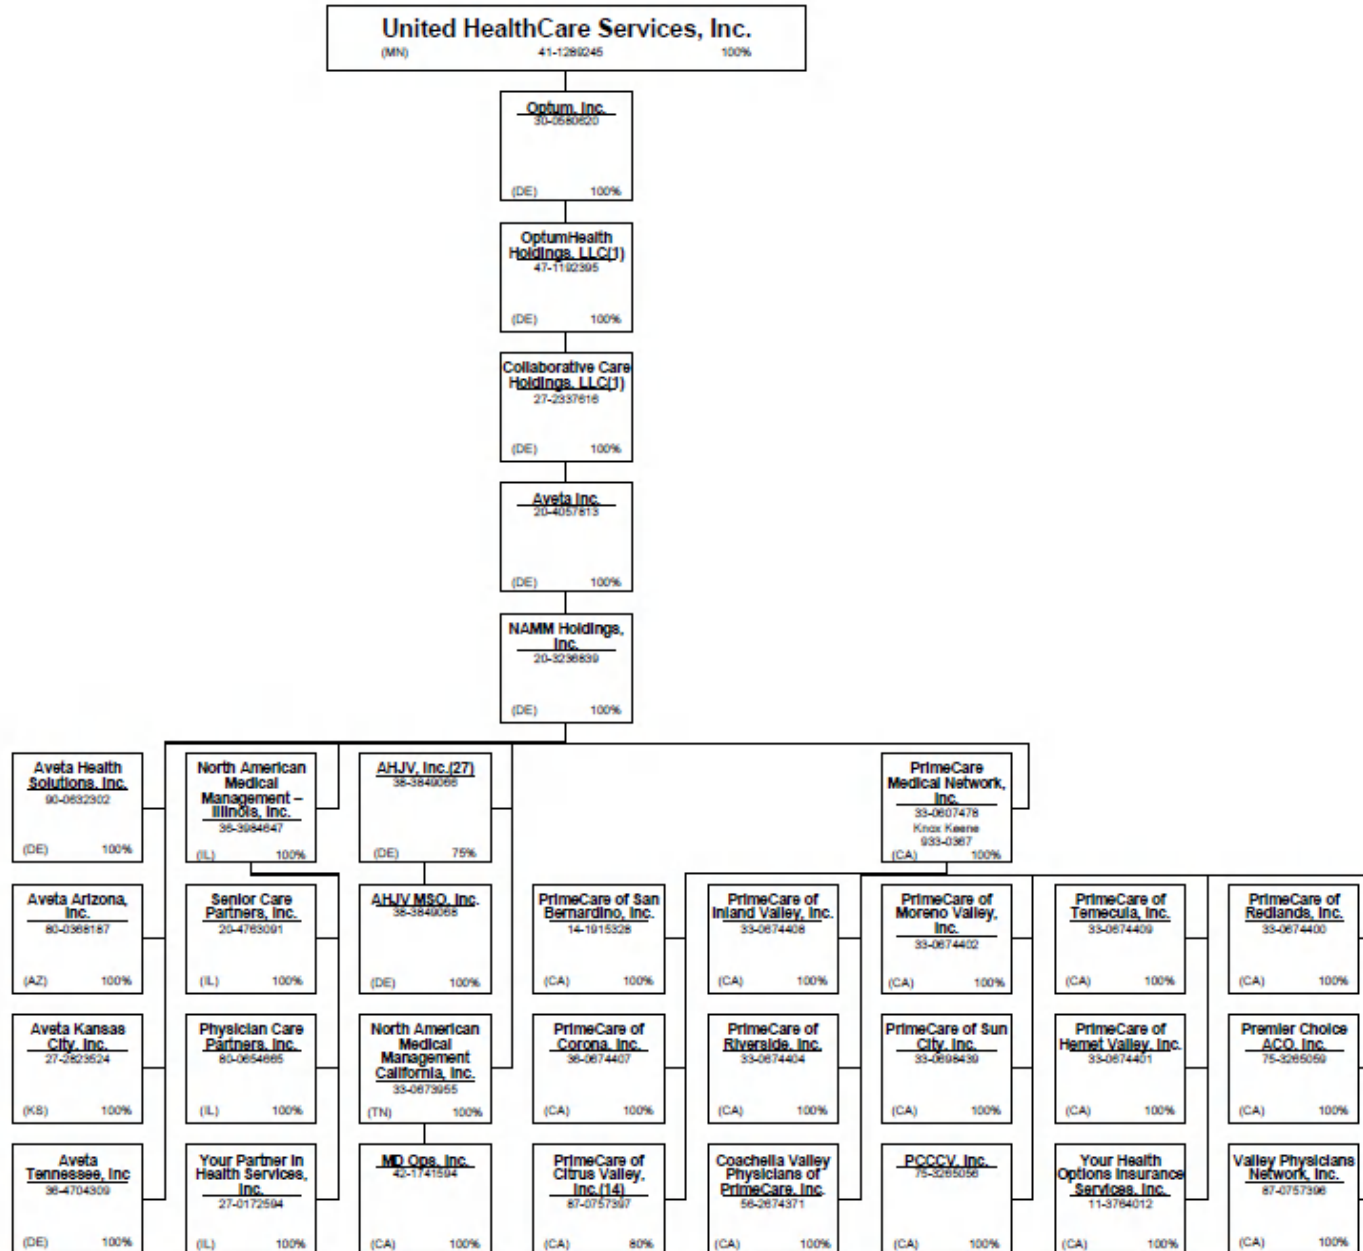 United HealthCare Services, Inc.
(MN) 41-1289245 100%
Optum, Inc.
30-0580620
(DE) 100%
OptumHealth
Holdings, LLC(1)
47-1192395
(DE) 100%
Collaborative Care
Holdings, LLC(1)
27-2337616
(DE) 100%
Aveta Inc.
20-4057813
(DE) 100%
NAMM Holdings,
Inc.
20-3236839
(DE) 100%
Aveta Health
Solutions, Inc.
90-0632302
(DE) 100%
North American
Medical
Management –
Illinois, Inc.
36-3984647
(IL) 100%
AHJV, Inc.(27)
38-3849066
(DE) 75%
PrimeCare
Medical Network,
Inc.
33-0607478
Knox Keene
933-0367
(CA) 100%
Aveta Arizona,
Inc.
80-0368187
(AZ) 100%
Senior Care
Partners, Inc.
20-4763091
(IL) 100%
AHJV MSO, Inc.
38-3849068
(DE) 100%
PrimeCare of San
Bernardino, Inc.
14-1915328
(CA) 100%
PrimeCare of
Inland Valley, Inc.
33-0674408
(CA) 100%
PrimeCare of
Moreno Valley,
Inc.
33-0674402
(CA) 100%
PrimeCare of
Temecula, Inc.
33-0674409
(CA) 100%
PrimeCare of
Redlands, Inc.
33-0674400
(CA) 100%
Aveta Kansas
City, Inc.
27-2823524
(KS) 100%
Physician Care
Partners, Inc.
80-0654665
(IL) 100%
North American
Medical
Management
California, Inc.
33-0673955
(TN) 100%
PrimeCare of
Corona, Inc.
36-0674407
(CA) 100%
PrimeCare of
Riverside, Inc.
33-0674404
(CA) 100%
PrimeCare of Sun
City, Inc.
33-0698439
(CA) 100%
PrimeCare of
Hemet Valley, Inc.
33-0674401
(CA) 100%
Premier Choice
ACO, Inc.
75-3265059
(CA) 100%
Aveta
Tennessee, Inc
36-4704309
(DE) 100%
Your Partner in
Health Services,
Inc.
27-0172594
(IL) 100%
MD Ops, Inc.
42-1741594
(CA) 100%
PrimeCare of
Citrus Valley,
Inc.(14)
87-0757397
(CA) 80%
Coachella Valley
Physicians of
PrimeCare, Inc.
56-2674371
(CA) 100%
PCCCV, Inc.
75-3265056
(CA) 100%
Your Health
Options Insurance
Services, Inc.
11-3764012
(CA) 100%
Valley Physicians
Network, Inc.
87-0757396
(CA) 100%